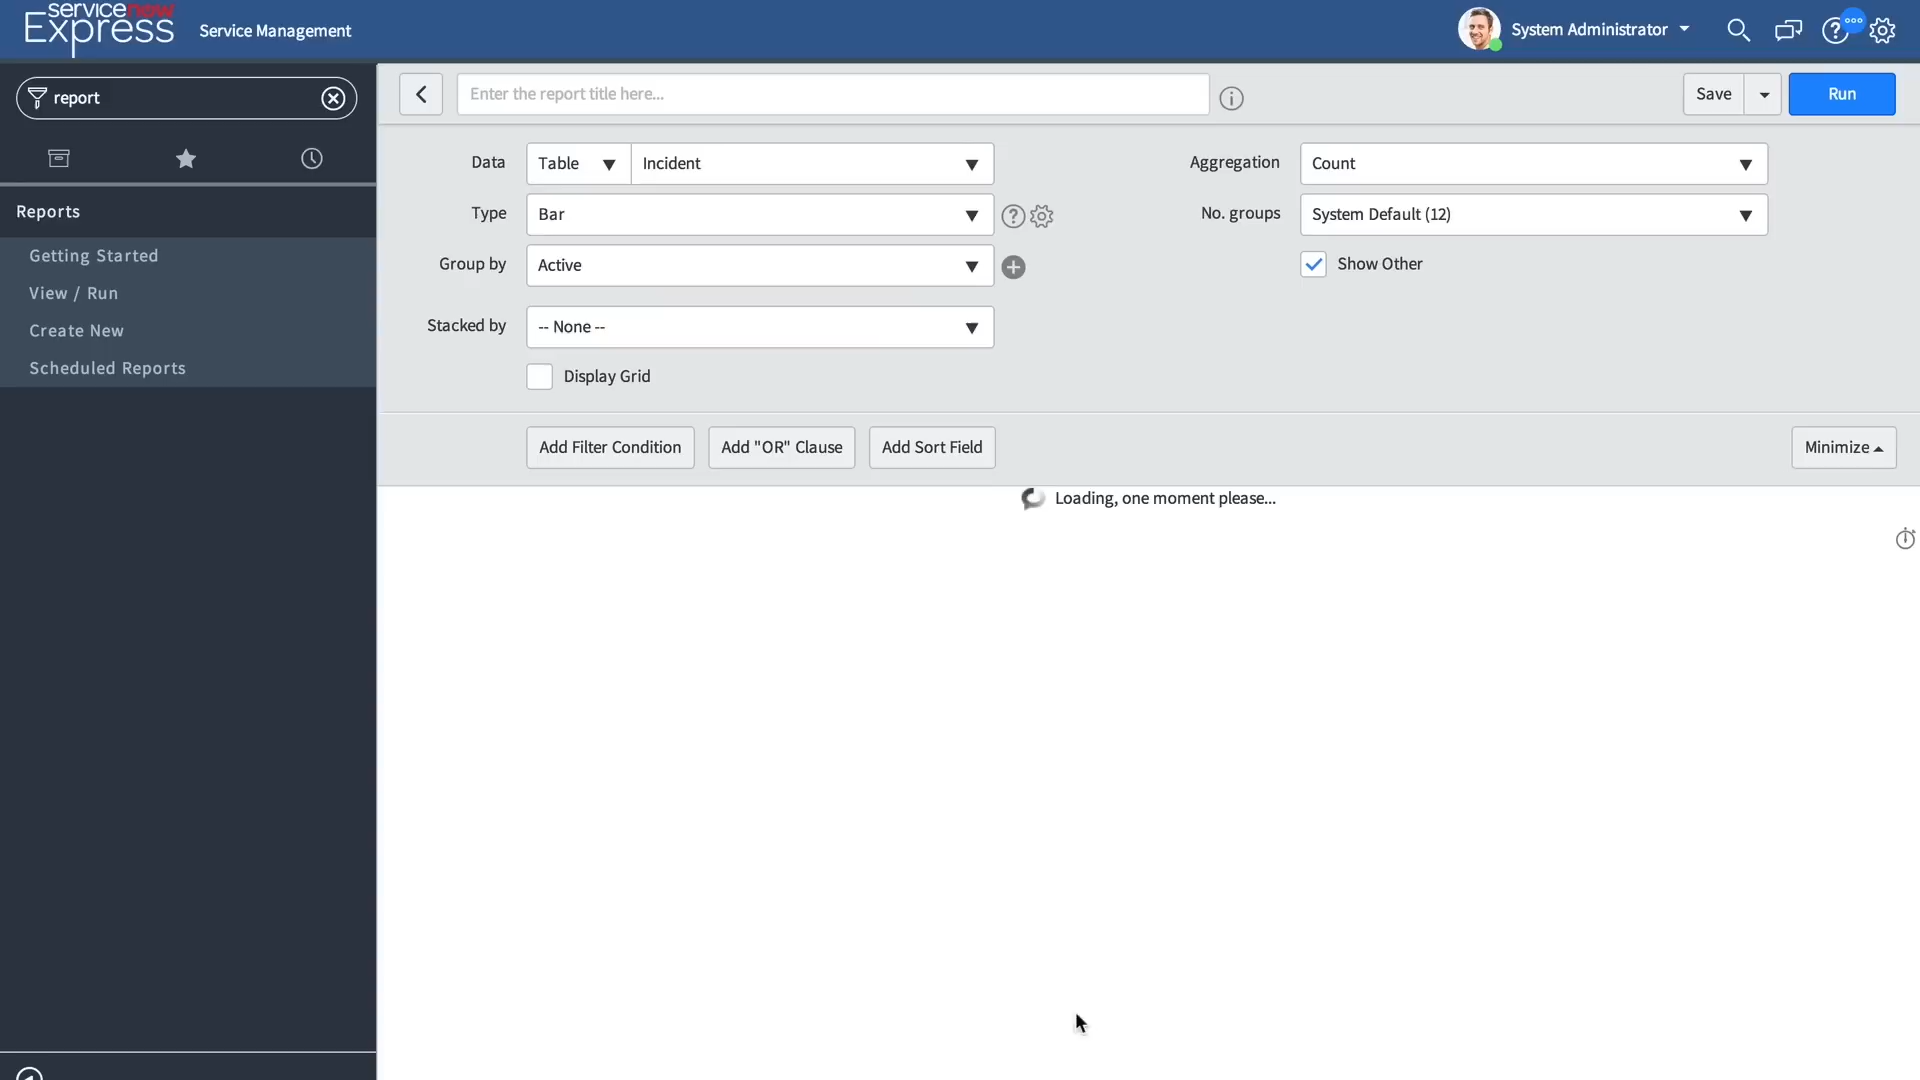 servicenow
Express
Service Management
System Administrator
report
Enter the report title here...
Save
Run
Reports
Getting Started
View / Run
Create New
Scheduled Reports
Data
Table
Incident
Aggregation
Count
Type
Bar
No. groups
System Default (12)
Group by
Active
Show Other
Stacked by
-- None --
Display Grid
Add Filter Condition
Add "OR" Clause
Add Sort Field
Minimize
Loading, one moment please...